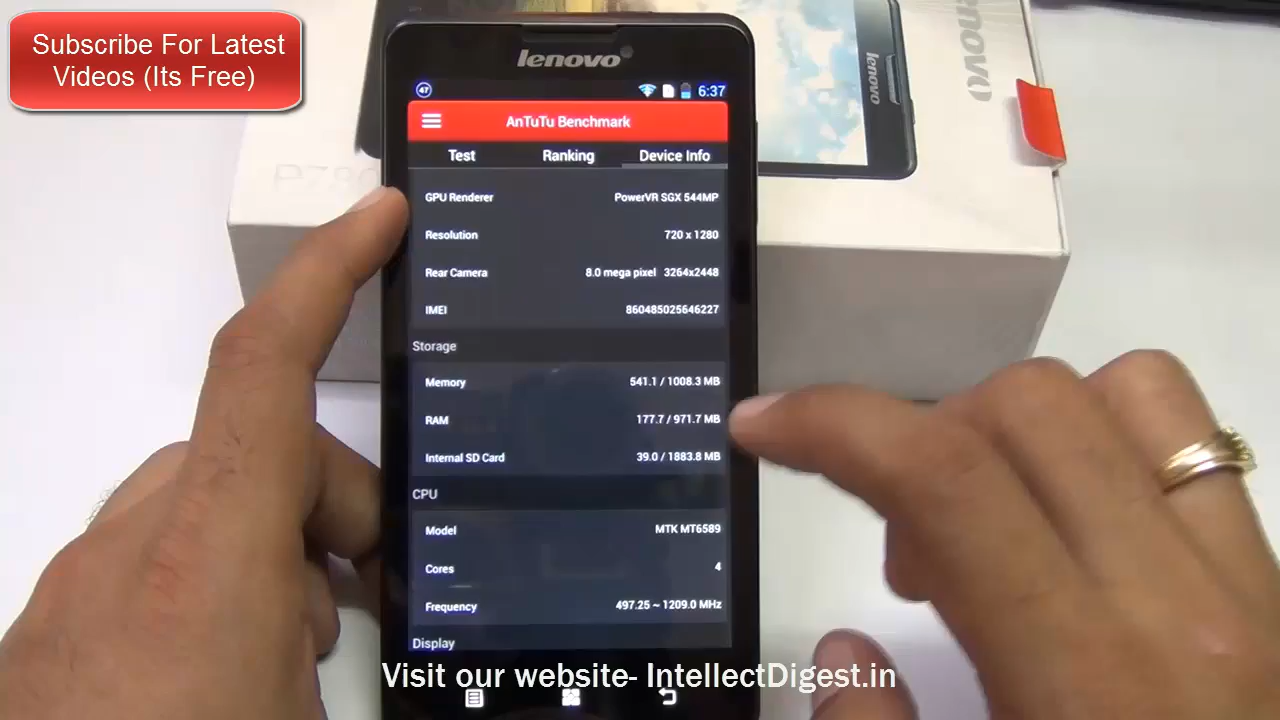 Subscribe For Latest
Videos (Its Free)
lenovo
lenovo
lenovo
P780
47
6:37
AnTuTu Benchmark
Test Ranking Device Info
GPU Renderer PowerVR SGX 544MP
Resolution 720 x 1280
Rear Camera 8.0 mega pixel 3264x2448
IMEI 860485025646227
Storage
Memory 541.1 / 1008.3 MB
RAM 177.7 / 971.7 MB
Internal SD Card 39.0 / 1883.8 MB
CPU
Model MTK MT6589
Cores 4
Frequency 497.25 ~ 1209.0 MHz
Display
Visit our website- IntellectDigest.in